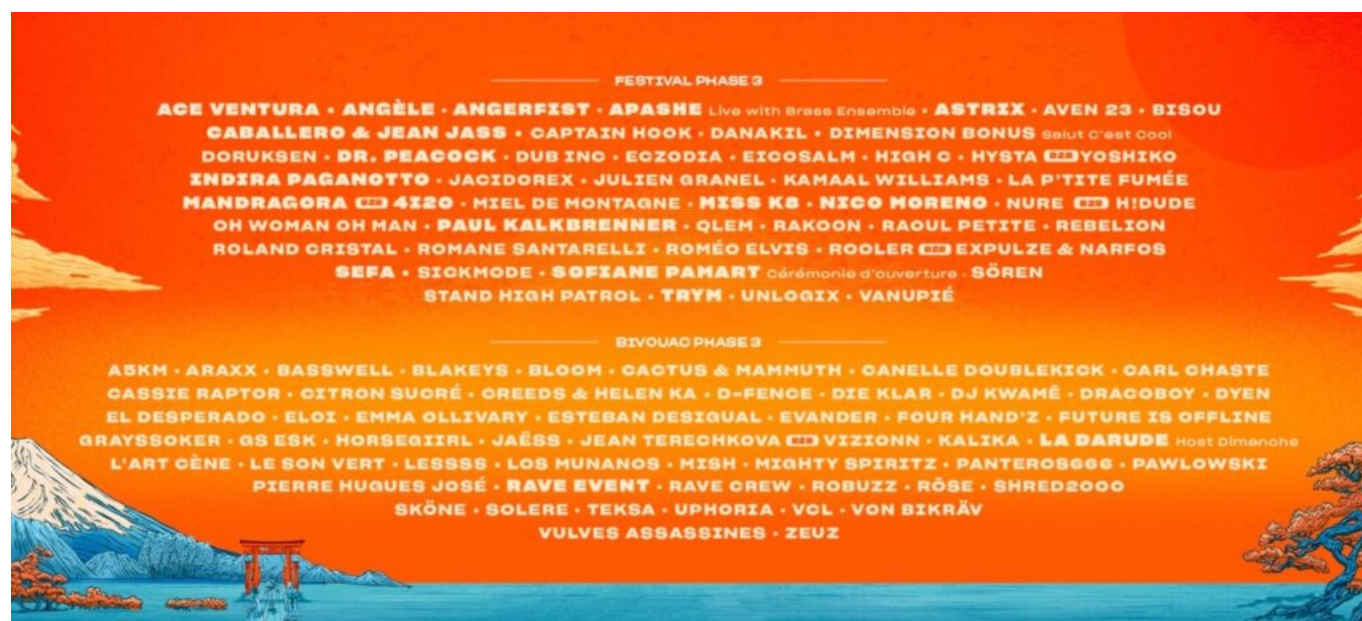 FESTIVAL PHASE 3
ACE VENTURA • ANGÈLE • ANGERFIST • APASHE Live with Brass Ensemble • ASTRIX • AVEN 23 • BISOU
CABALLERO & JEAN JASS • CAPTAIN HOOK • DANAKIL • DIMENSION BONUS Salut C'est Cool
DORUKSEN • DR. PEACOCK • DUB INC • ECZODIA • EICOSALM • HIGH C • HYSTA B2B YOSHIKO
INDIRA PAGANOTTO • JACIDOREX • JULIEN GRANEL • KAMAAL WILLIAMS • LA P'TITE FUMÉE
MANDRAGORA B2B 4I20 • MIEL DE MONTAGNE • MISS K8 • NICO MORENO • NURE B2B H!DUDE
OH WOMAN OH MAN • PAUL KALKBRENNER • QLEM • RAKOON • RAOUL PETITE • REBELION
ROLAND CRISTAL • ROMANE SANTARELLI • ROMÉO ELVIS • ROOLER B2B EXPULZE & NARFOS
SEFA • SICKMODE • SOFIANE PAMART Cérémonie d'ouverture • SÖREN
STAND HIGH PATROL • TRYM • UNLOGIX • VANUPIÉ
BIVOUAC PHASE 3
A5KM • ARAXX • BASSWELL • BLAKEYS • BLOOM • CACTUS & MAMMUTH • CANELLE DOUBLEKICK • CARL CHASTE
CASSIE RAPTOR • CITRON SUCRÉ • CREEDS & HELEN KA • D-FENCE • DIE KLAR • DJ KWAMÉ • DRACOBOY • DYEN
EL DESPERADO • ELOI • EMMA OLLIVARY • ESTEBAN DESIGUAL • EVANDER • FOUR HAND'Z • FUTURE IS OFFLINE
GRAYSSOKER • GS ESK • HORSEGIIRL • JAËSS • JEAN TERECHKOVA B2B VIZIONN • KALIKA • LA DARUDE Host Dimanche
L'ART CÈNE • LE SON VERT • LESSSS • LOS MUNANOS • MISH • MIGHTY SPIRITZ • PANTEROS666 • PAWLOWSKI
PIERRE HUGUES JOSÉ • RAVE EVENT • RAVE CREW • ROBUZZ • RÖSE • SHRED2000
SKÖNE • SOLERE • TEKSA • UPHORIA • VCL • VON BIKRÄV
VULVES ASSASSINES • ZEUZ